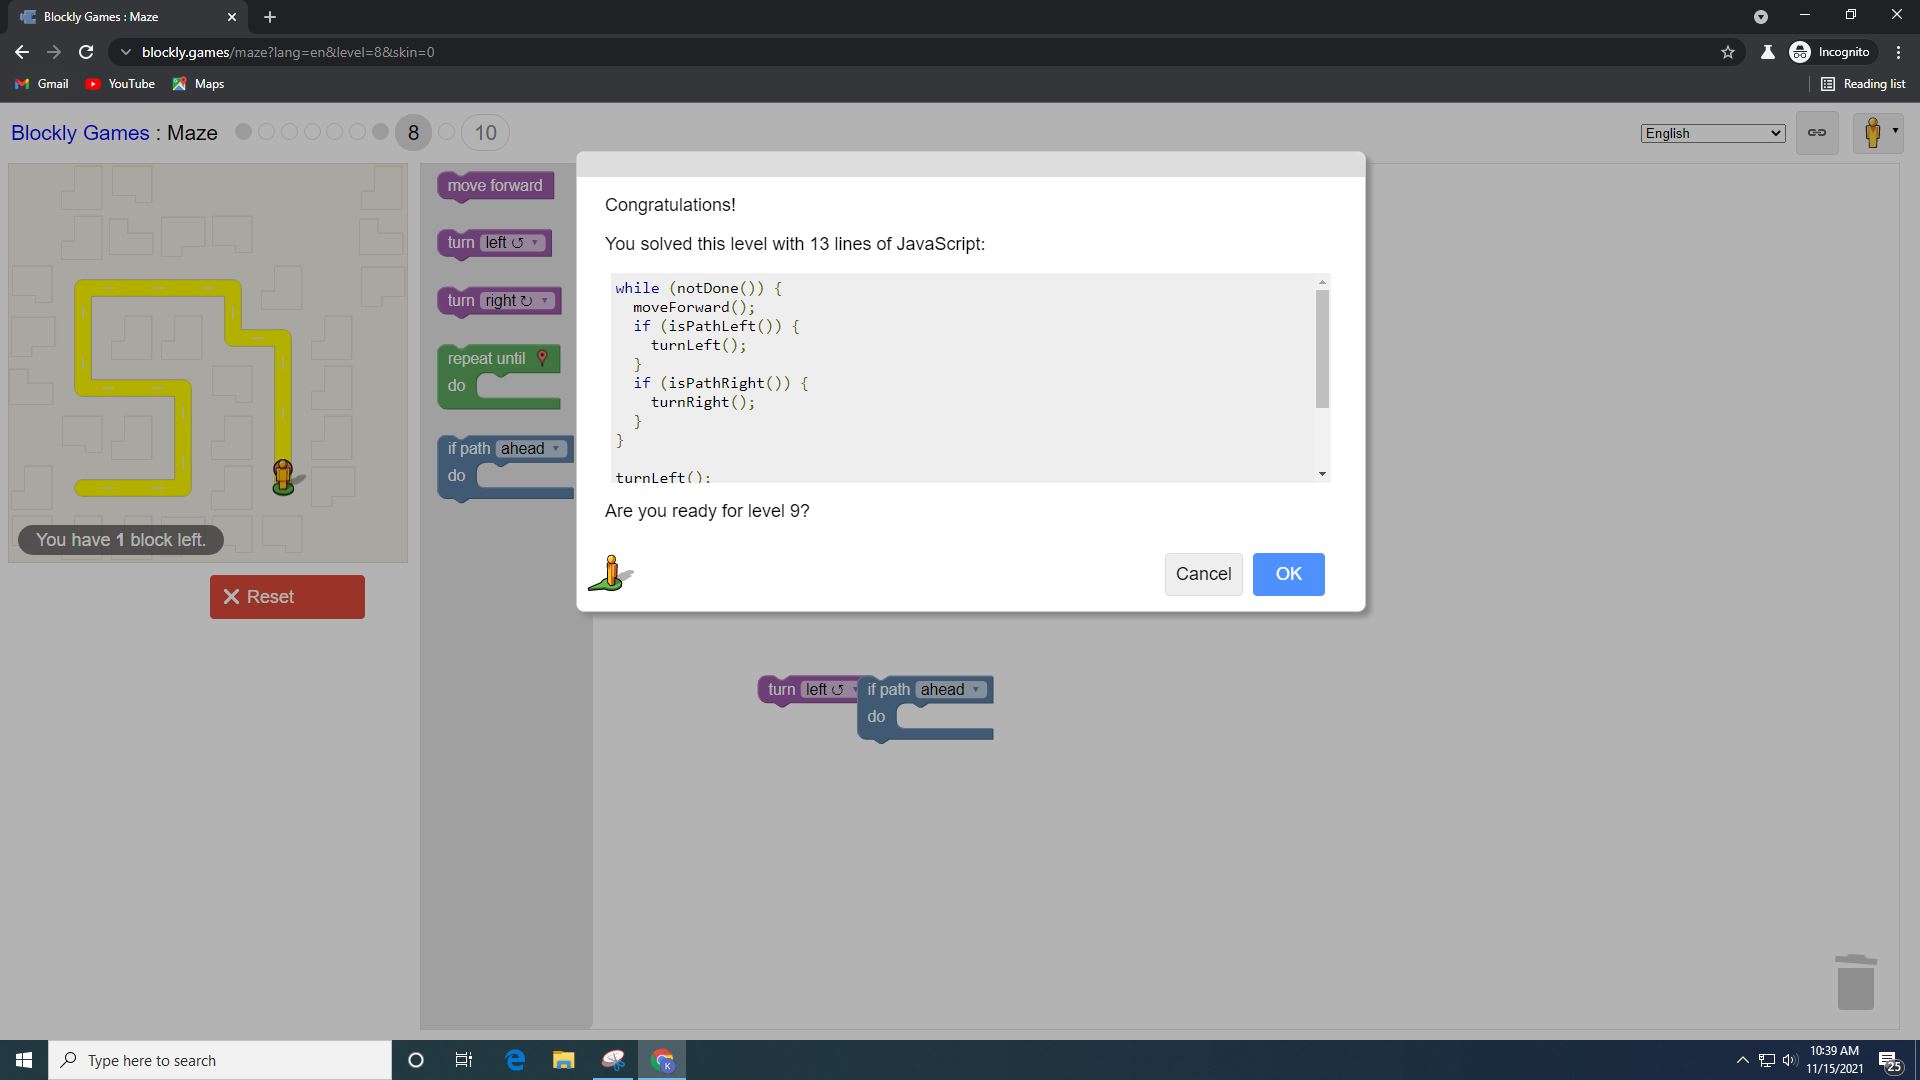 Blockly Games : Maze
blockly.games/maze?lang=en&level=8&skin=0
Incognito
Gmail
YouTube
Maps
Reading list
Blockly Games : Maze
8
10
English
You have 1 block left.
Reset
move forward
turn left ↺
turn right ↻
repeat until
do
if path ahead
do
Congratulations!
You solved this level with 13 lines of JavaScript:
while (notDone()) {
  moveForward();
  if (isPathLeft()) {
    turnLeft();
  }
  if (isPathRight()) {
    turnRight();
  }
}
turnLeft();
Are you ready for level 9?
Cancel
OK
turn left ↺
if path ahead
do
Type here to search
K
10:39 AM
11/15/2021
25